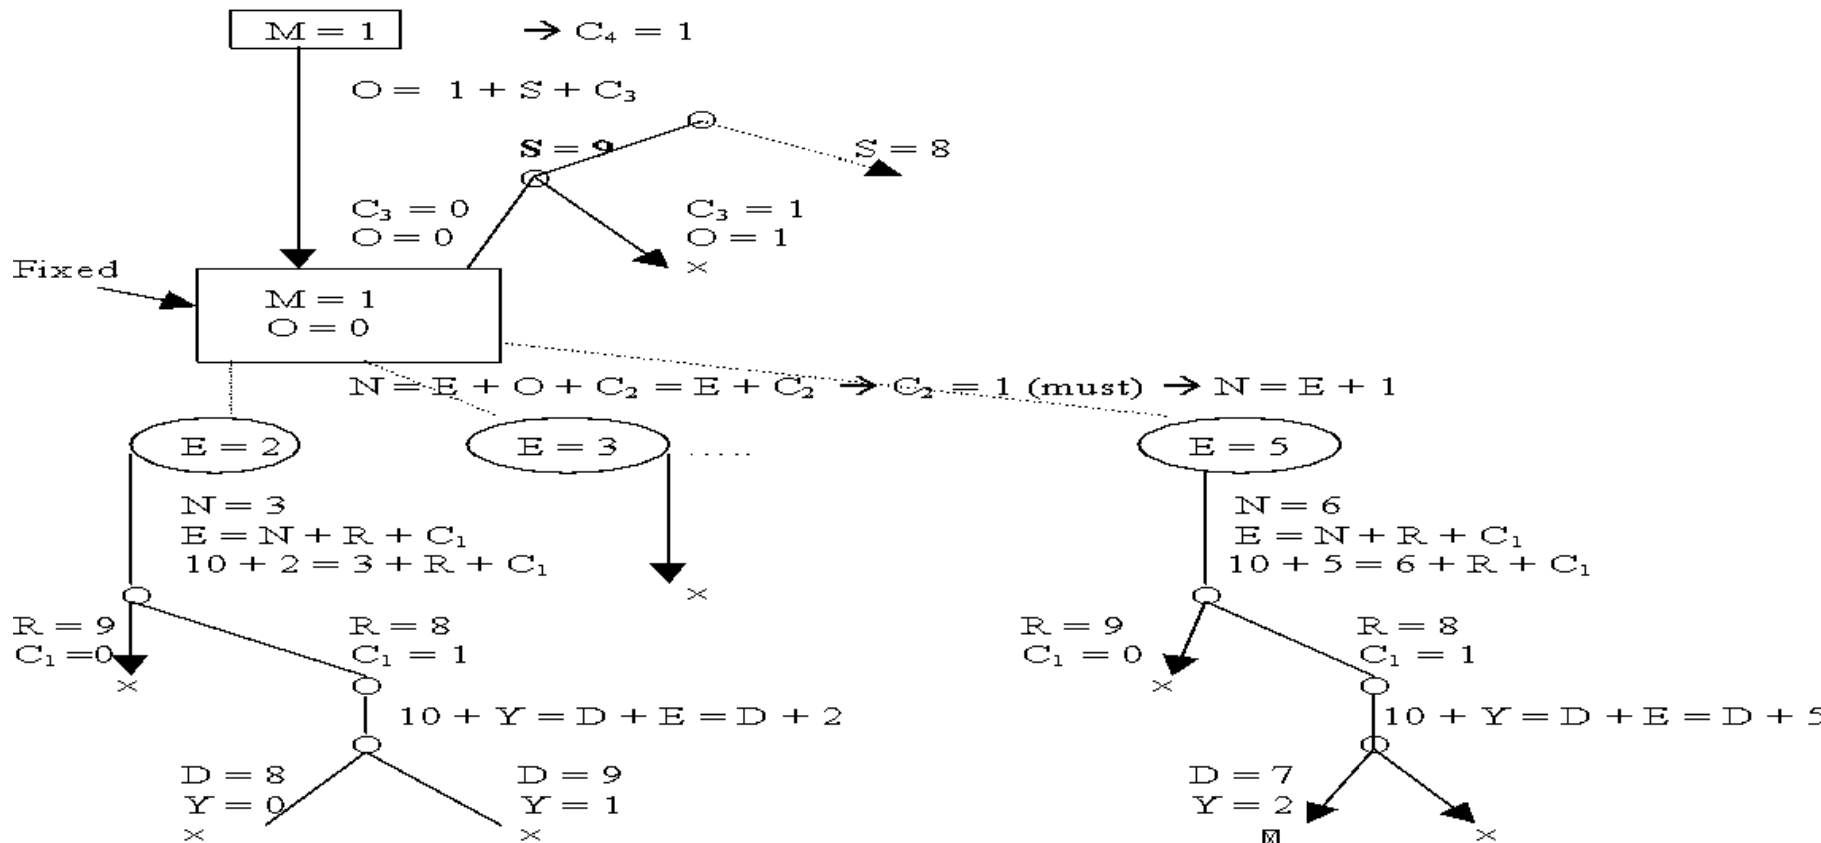 M = 1 → C₄ = 1
O = 1 + S + C₃
S = 9 S = 8
C₃ = 0 C₃ = 1
O = 0 O = 1
×
Fixed
M = 1
O = 0
N = E + O + C₂ = E + C₂ → C₂ = 1 (must) → N = E + 1
E = 2 E = 3 ..... E = 5
N = 3 N = 6
E = N + R + C₁ E = N + R + C₁
10 + 2 = 3 + R + C₁ 10 + 5 = 6 + R + C₁
×
R = 9 R = 8 R = 9 R = 8
C₁ =0 C₁ = 1 C₁ = 0 C₁ = 1
× ×
10 + Y = D + E = D + 2 10 + Y = D + E = D + 5
D = 8 D = 9 D = 7
Y = 0 Y = 1 Y = 2
× × ×